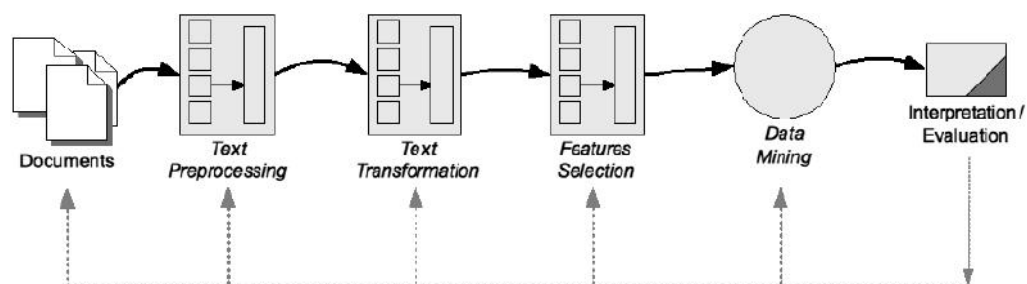 Documents
Text
Preprocessing
Text
Transformation
Features
Selection
Data
Mining
Interpretation /
Evaluation